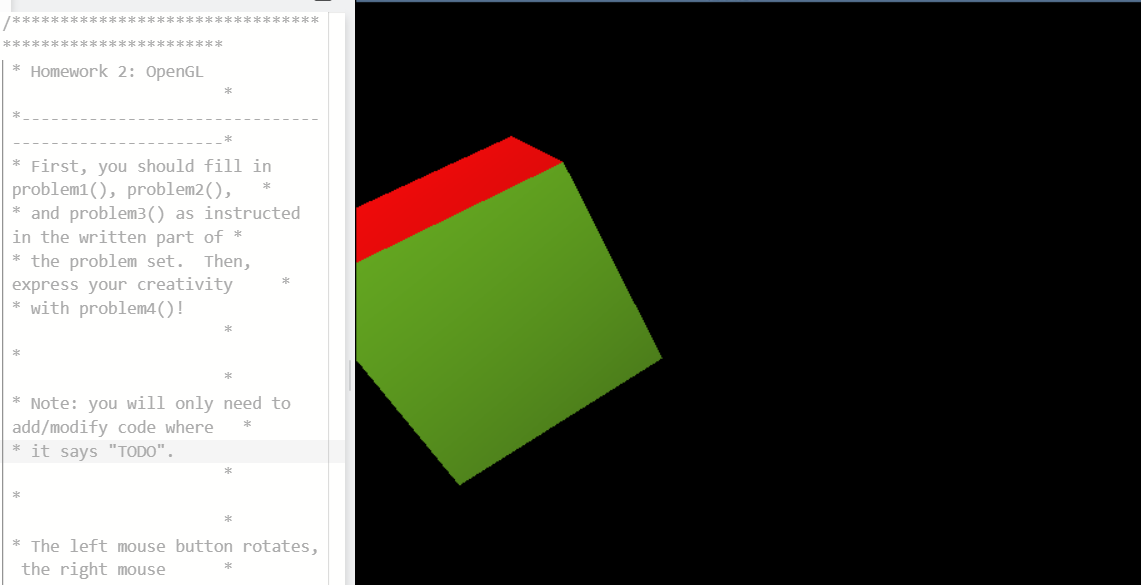 /********************************
***********************
* Homework 2: OpenGL
*
*-------------------------------
----------------------*
* First, you should fill in
problem1(), problem2(),   *
* and problem3() as instructed
in the written part of *
* the problem set.  Then,
express your creativity     *
* with problem4()!
*
*
*
* Note: you will only need to
add/modify code where   *
* it says "TODO".
*
*
*
* The left mouse button rotates,
the right mouse      *